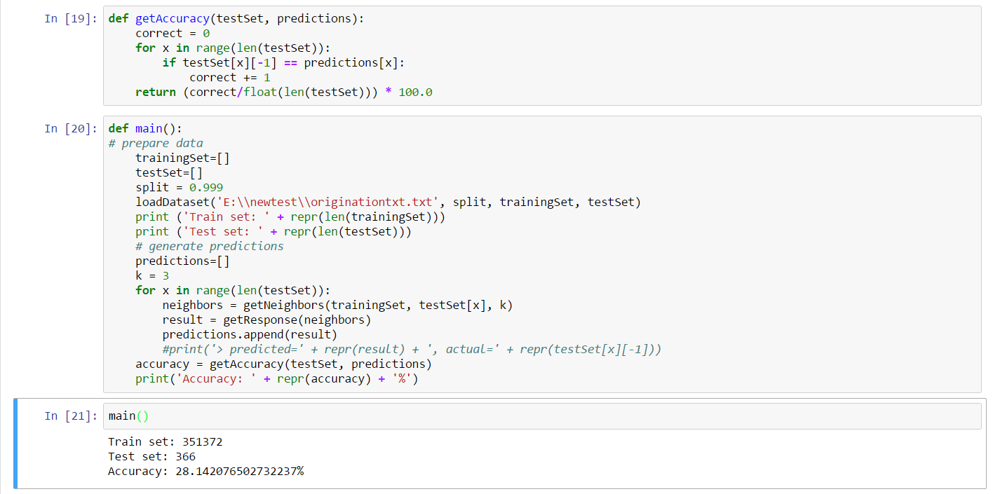 In [19]: def getAccuracy(testSet, predictions):
    correct = 0
    for x in range(len(testSet)):
        if testSet[x][-1] == predictions[x]:
            correct += 1
    return (correct/float(len(testSet))) * 100.0
In [20]: def main():
# prepare data
    trainingSet=[]
    testSet=[]
    split = 0.999
    loadDataset('E:\\newtest\\originationtxt.txt', split, trainingSet, testSet)
    print ('Train set: ' + repr(len(trainingSet)))
    print ('Test set: ' + repr(len(testSet)))
    # generate predictions
    predictions=[]
    k = 3
    for x in range(len(testSet)):
        neighbors = getNeighbors(trainingSet, testSet[x], k)
        result = getResponse(neighbors)
        predictions.append(result)
        #print('> predicted=' + repr(result) + ', actual=' + repr(testSet[x][-1]))
    accuracy = getAccuracy(testSet, predictions)
    print('Accuracy: ' + repr(accuracy) + '%')
In [21]: main()
Train set: 351372
Test set: 366
Accuracy: 28.142076502732237%